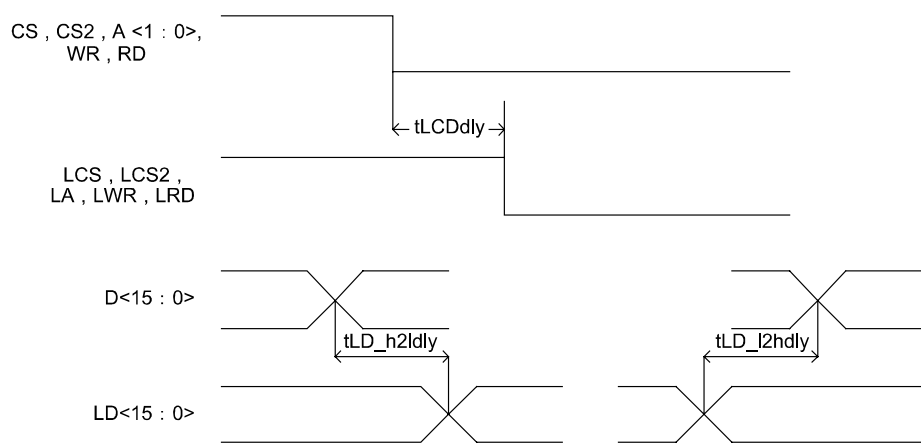 CS , CS2 , A <1 : 0>,
WR , RD
tLCDdly
LCS , LCS2 ,
LA , LWR , LRD
D<15 : 0>
tLD_h2ldly
tLD_l2hdly
LD<15 : 0>